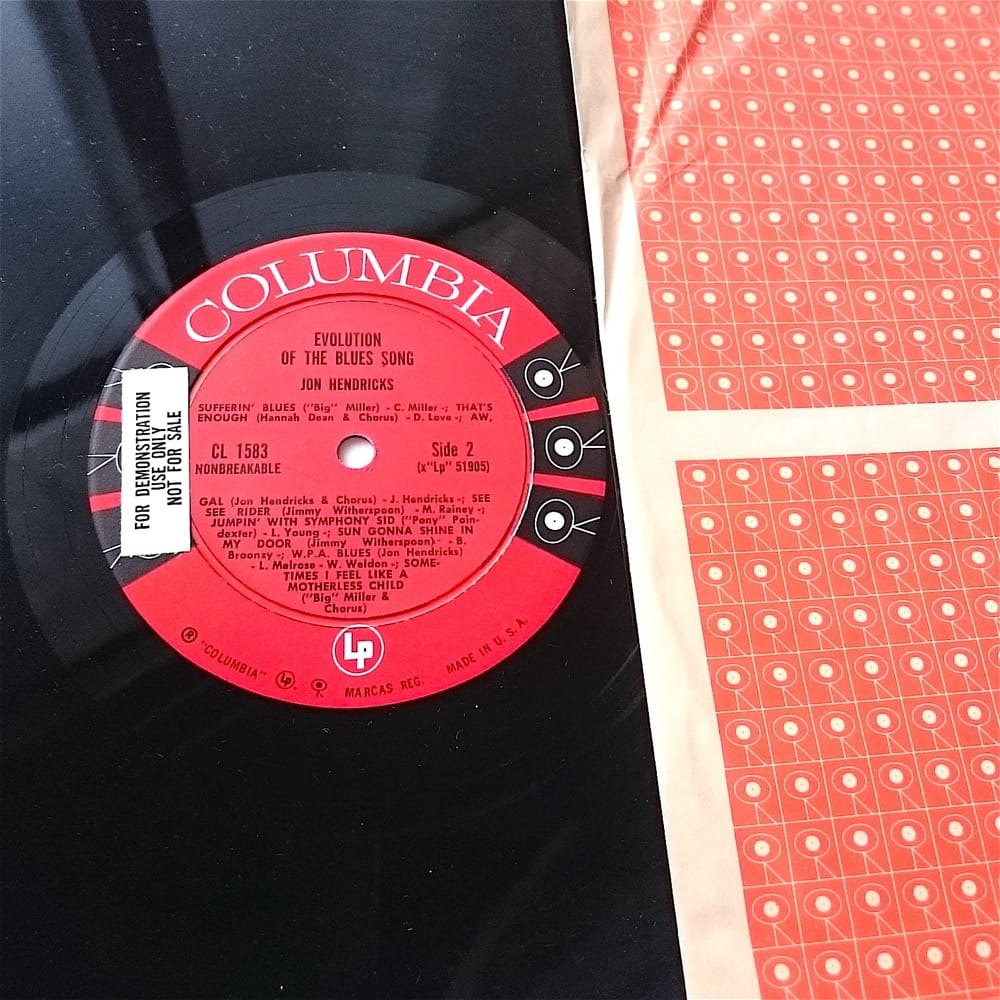 COLUMBIA
EVOLUTION
OF THE BLUES SONG
JON HENDRICKS
SUFFERIN' BLUES ("Big" Miller) - C. Miller -; THAT'S
ENOUGH (Hannah Dean & Chorus) - D. Love -; AW,
CL 1583
NONBREAKABLE
Side 2
(x"Lp" 51905)
GAL (Jon Hendricks & Chorus) - J. Hendricks -; SEE
SEE RIDER (Jimmy Witherspoon) - M. Rainey -;
JUMPIN' WITH SYMPHONY SID ("Pony" Poin-
dexter) - L. Young -; SUN GONNA SHINE IN
MY DOOR (Jimmy Witherspoon) - B.
Broonzy -; W.P.A. BLUES (Jon Hendricks)
- L. Melrose - W. Weldon -; SOME-
TIMES I FEEL LIKE A
MOTHERLESS CHILD
("Big" Miller &
Chorus)
Lp
® "COLUMBIA" Lp. MARCAS REG. MADE IN U. S. A.
FOR DEMONSTRATION
USE ONLY
NOT FOR SALE